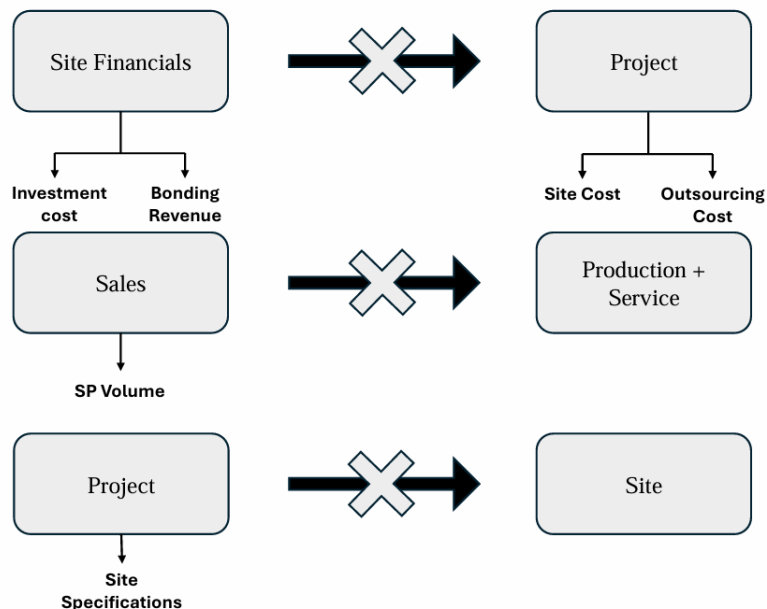 Site Financials
Project
Investment
cost
Bonding
Revenue
Site Cost
Outsourcing
Cost
Sales
Production +
Service
SP Volume
Project
Site
Site
Specifications